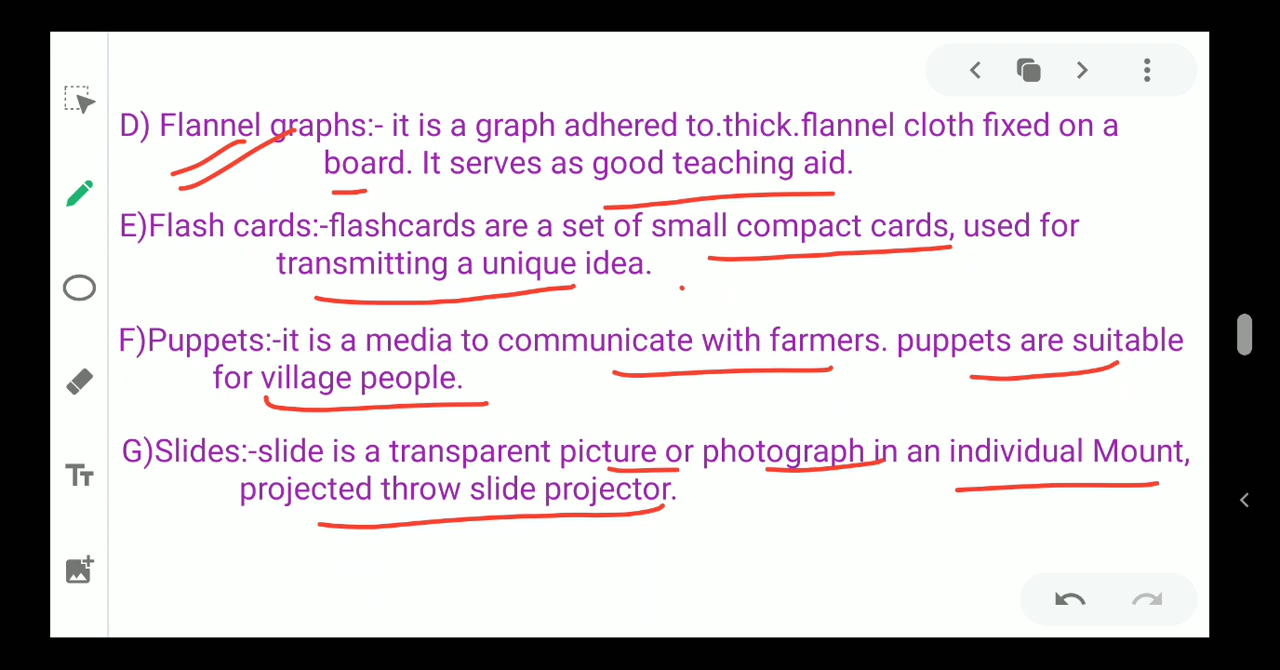 D) Flannel graphs:- it is a graph adhered to.thick.flannel cloth fixed on a
board. It serves as good teaching aid.
E)Flash cards:-flashcards are a set of small compact cards, used for
transmitting a unique idea.
F)Puppets:-it is a media to communicate with farmers. puppets are suitable
for village people.
G)Slides:-slide is a transparent picture or photograph in an individual Mount,
projected throw slide projector.
Tт